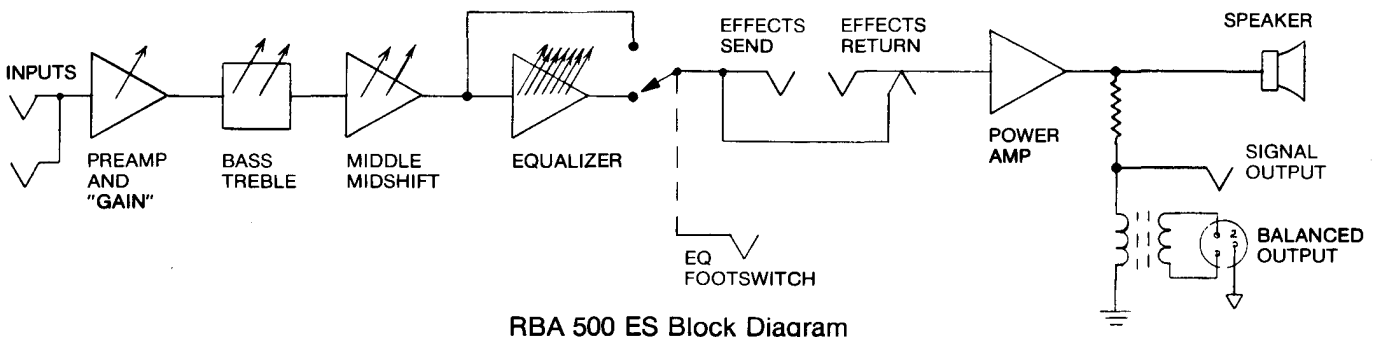 INPUTS
PREAMP
AND
"GAIN"
BASS
TREBLE
MIDDLE
MIDSHIFT
EQUALIZER
EFFECTS
SEND
EFFECTS
RETURN
EQ
FOOTSWITCH
POWER
AMP
SPEAKER
SIGNAL
OUTPUT
2
3
BALANCED
OUTPUT
RBA 500 ES Block Diagram